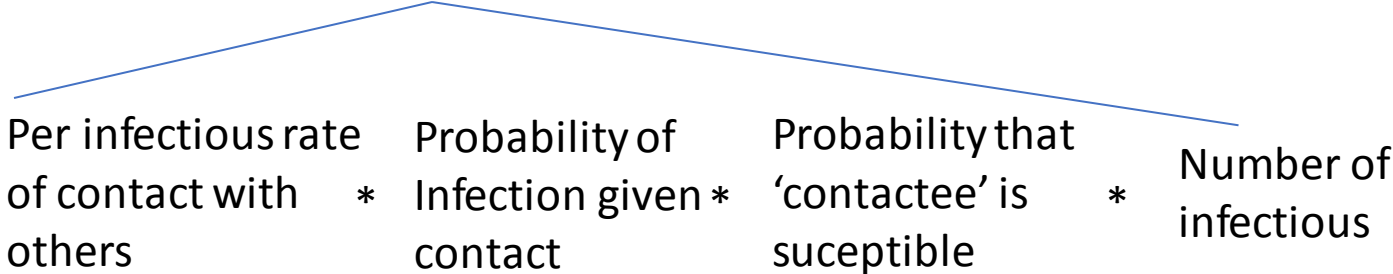 Per infectious rate
of contact with
others
*
Probability of
Infection given
contact
*
Probability that
‘contactee’ is
suceptible
*
Number of
infectious